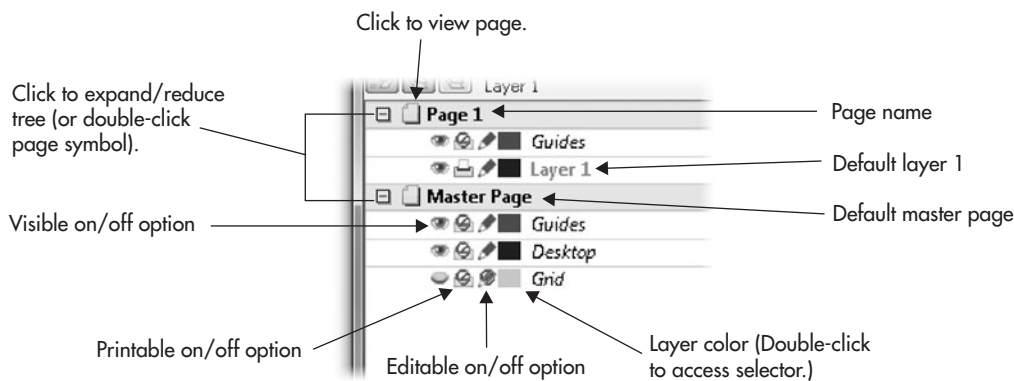 Click to view page.
Click to expand/reduce
tree (or double-click
page symbol).
Layer 1
Page 1
Page name
Guides
Layer 1
Default layer 1
Master Page
Default master page
Visible on/off option
Guides
Desktop
Grid
Printable on/off option
Editable on/off option
Layer color (Double-click
to access selector.)